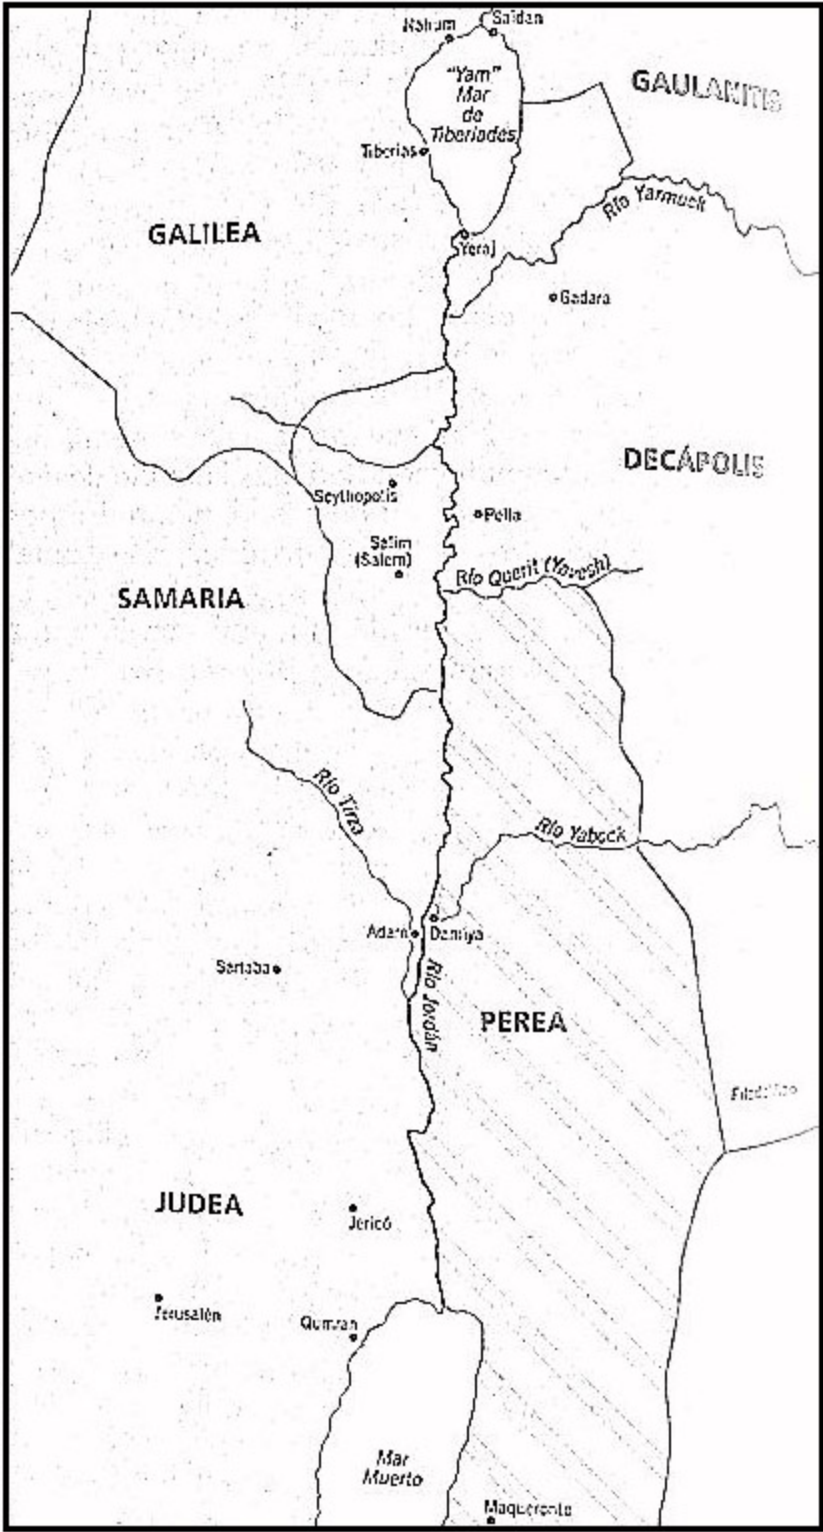 Nahum
Saidan
"Yam"
Mar
de
Tiberíades
GAULANITIS
Tiberias
Río Yarmuck
GALILEA
Yeraj
Gadara
DECÁPOLIS
Scythopolis
Pella
Salim
(Salem)
Río Querit (Yavesh)
SAMARIA
Río Tirza
Río Yabock
Adam
Damiya
Sartaba
Río Jordán
PEREA
JUDEA
Jericó
Jerusalén
Qumran
Mar
Muerto
Maqueronte